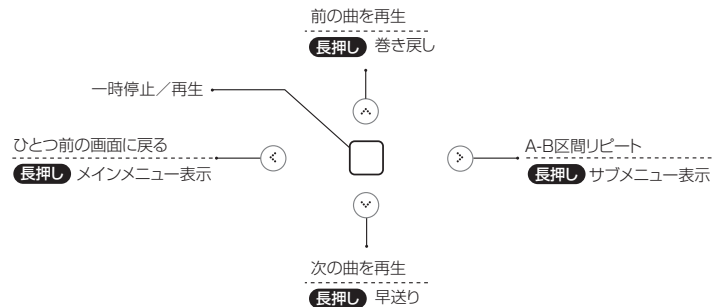 前の曲を再生
長押し 巻き戻し
一時停止／再生
ひとつ前の画面に戻る
長押し メインメニュー表示
A-B区間リピート
長押し サブメニュー表示
次の曲を再生
長押し 早送り